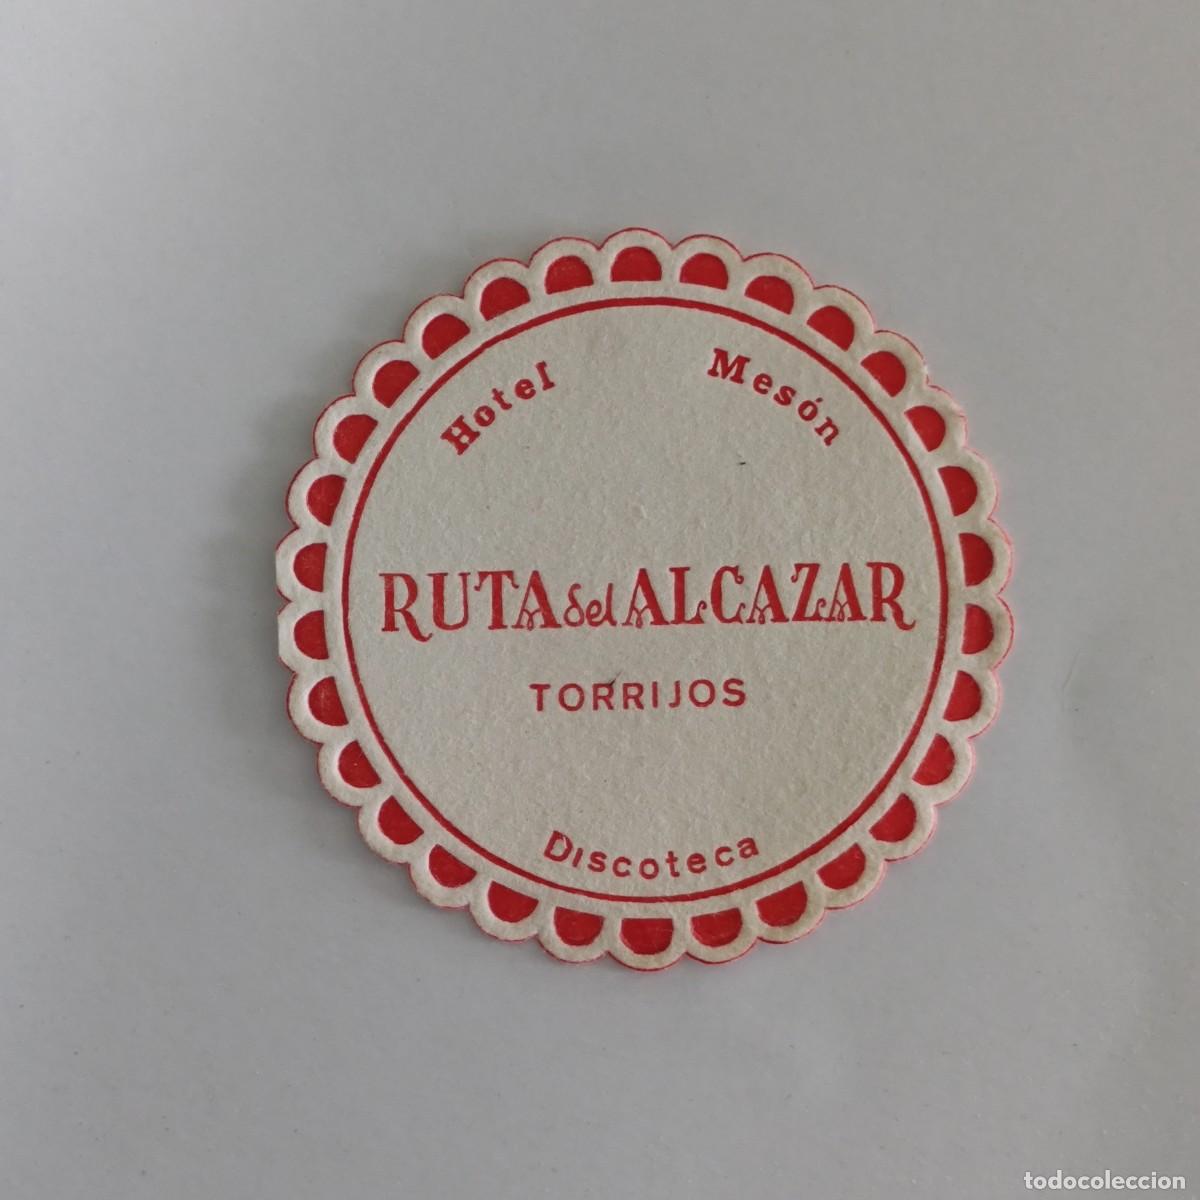 Hotel Mesón
RUTA del ALCAZAR
TORRIJOS
Discoteca
todocoleccion